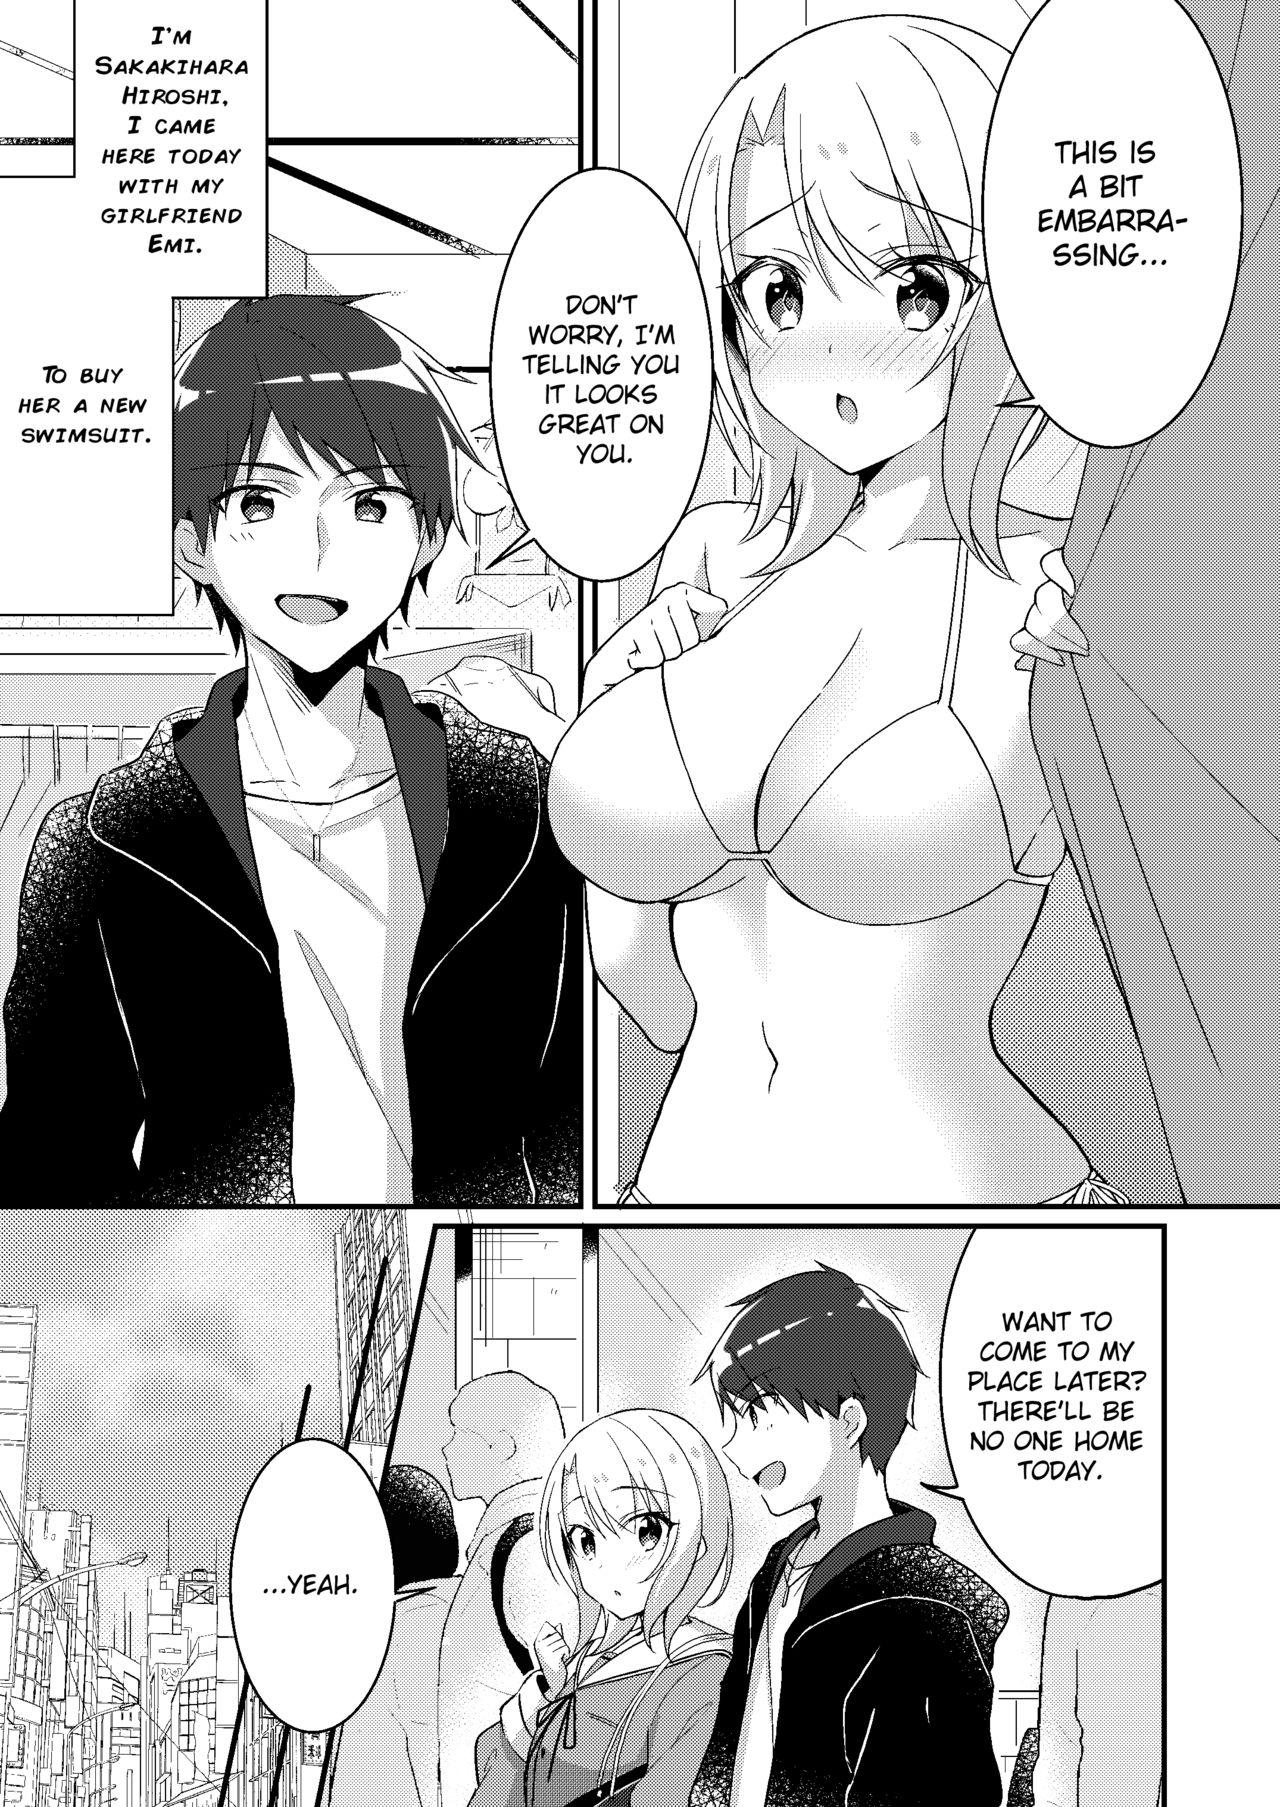 THIS IS
A BIT
EMBARRA-
SSING...
DON'T
WORRY, I'M
TELLING YOU
IT LOOKS
GREAT ON
YOU.
I'M
SAKAKIHARA
HIROSHI,
I CAME
HERE TODAY
WITH MY
GIRLFRIEND
EMI.
TO BUY
HER A NEW
SWIMSUIT.
WANT TO
COME TO MY
PLACE LATER?
THERE'LL BE
NO ONE HOME
TODAY.
...YEAH.